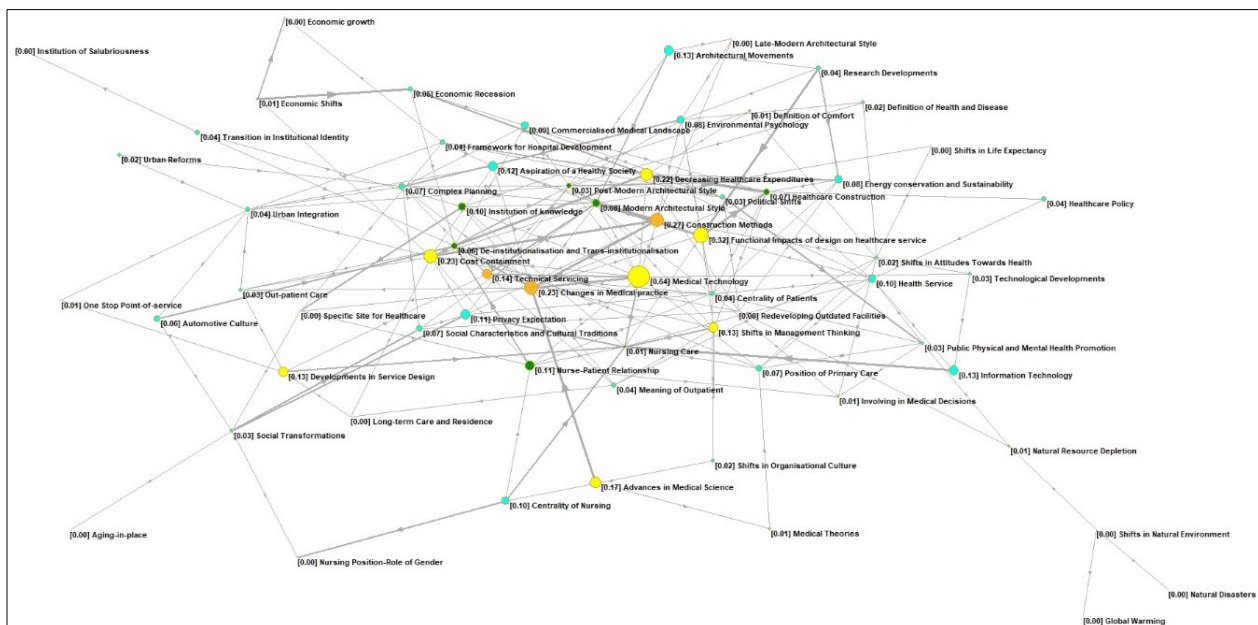 [0.00] Economic growth
[0.00] Late-Modern Architectural Style
[0.00] Institution of Salubriousness
[0.13] Architectural Movements
[0.04] Research Developments
[0.05] Economic Recession
[0.01] Economic Shifts
[0.02] Definition of Health and Disease
[0.01] Definition of Comfort
[0.08] Environmental Psychology
[0.09] Commercialised Medical Landscape
[0.04] Transition in Institutional Identity
[0.04] Framework for Hospital Development
[0.00] Shifts in Life Expectancy
[0.02] Urban Reforms
[0.12] Aspiration of a Healthy Society
[0.22] Decreasing Healthcare Expenditures
[0.08] Energy conservation and Sustainability
[0.07] Complex Planning
[0.03] Post-Modern Architectural Style
[0.07] Healthcare Construction
[0.03] Political Shifts
[0.04] Healthcare Policy
[0.08] Modern Architectural Style
[0.10] Institution of knowledge
[0.04] Urban Integration
[0.27] Construction Methods
[0.32] Functional Impacts of design on healthcare service
[0.06] De-institutionalisation and Trans-institutionalisation
[0.23] Cost Containment
[0.02] Shifts in Attitudes Towards Health
[0.14] Technical Servicing
[0.03] Technological Developments
[0.64] Medical Technology
[0.10] Health Service
[0.23] Changes in Medical practice
[0.03] Out-patient Care
[0.04] Centrality of Patients
[0.01] One Stop Point-of-service
[0.00] Specific Site for Healthcare
[0.00] Redeveloping Outdated Facilities
[0.11] Privacy Expectation
[0.06] Automotive Culture
[0.07] Social Characteristics and Cultural Traditions
[0.13] Shifts in Management Thinking
[0.01] Nursing Care
[0.03] Public Physical and Mental Health Promotion
[0.11] Nurse-Patient Relationship
[0.07] Position of Primary Care
[0.13] Information Technology
[0.13] Developments in Service Design
[0.04] Meaning of Outpatient
[0.01] Involving in Medical Decisions
[0.00] Long-term Care and Residence
[0.03] Social Transformations
[0.01] Natural Resource Depletion
[0.02] Shifts in Organisational Culture
[0.17] Advances in Medical Science
[0.10] Centrality of Nursing
[0.00] Aging-in-place
[0.01] Medical Theories
[0.00] Shifts in Natural Environment
[0.00] Nursing Position-Role of Gender
[0.00] Natural Disasters
[0.00] Global Warming